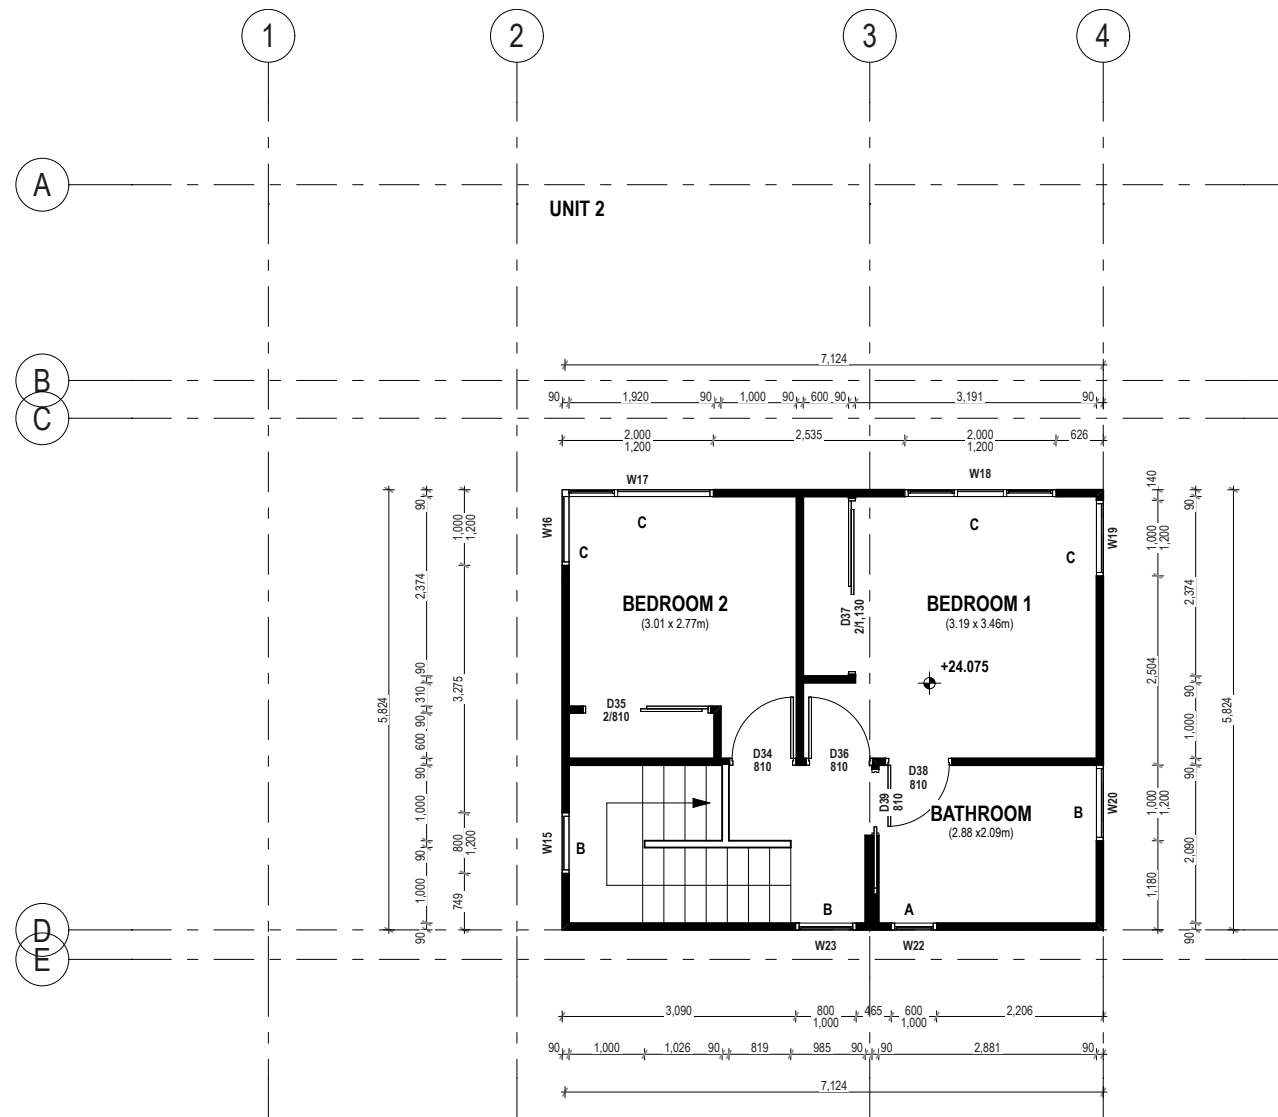 1 2 3 4
A
UNIT 2
7,124
B
90 1,920 90 1,000 90 600 90 3,191 90
C
2,000 2,535 2,000 626
1,200 1,200
W17 W18
140
90 1,000 1,200 W16 C C C C W19 1,000 1,200 90
2,374 2,374
BEDROOM 2 BEDROOM 1
(3.01 x 2.77m) (3.19 x 3.46m)
D37
2/1,130
+24.075
90 310 90 600 90
3,275
2,504
90 1,000 90
5,824 5,824
D35
2/810
D34 D36 D38
810 810 810
D39
810
BATHROOM
(2.88 x2.09m)
1,000 90 1,000 90
800 1,200
749
W15 B
B W20
1,000 1,200
1,180
2,090
90
B A
W23 W22
D
E
3,090 800 465 600 2,206
1,000 1,000
90 1,000 1,026 90 819 985 90 90 2,881 90
7,124